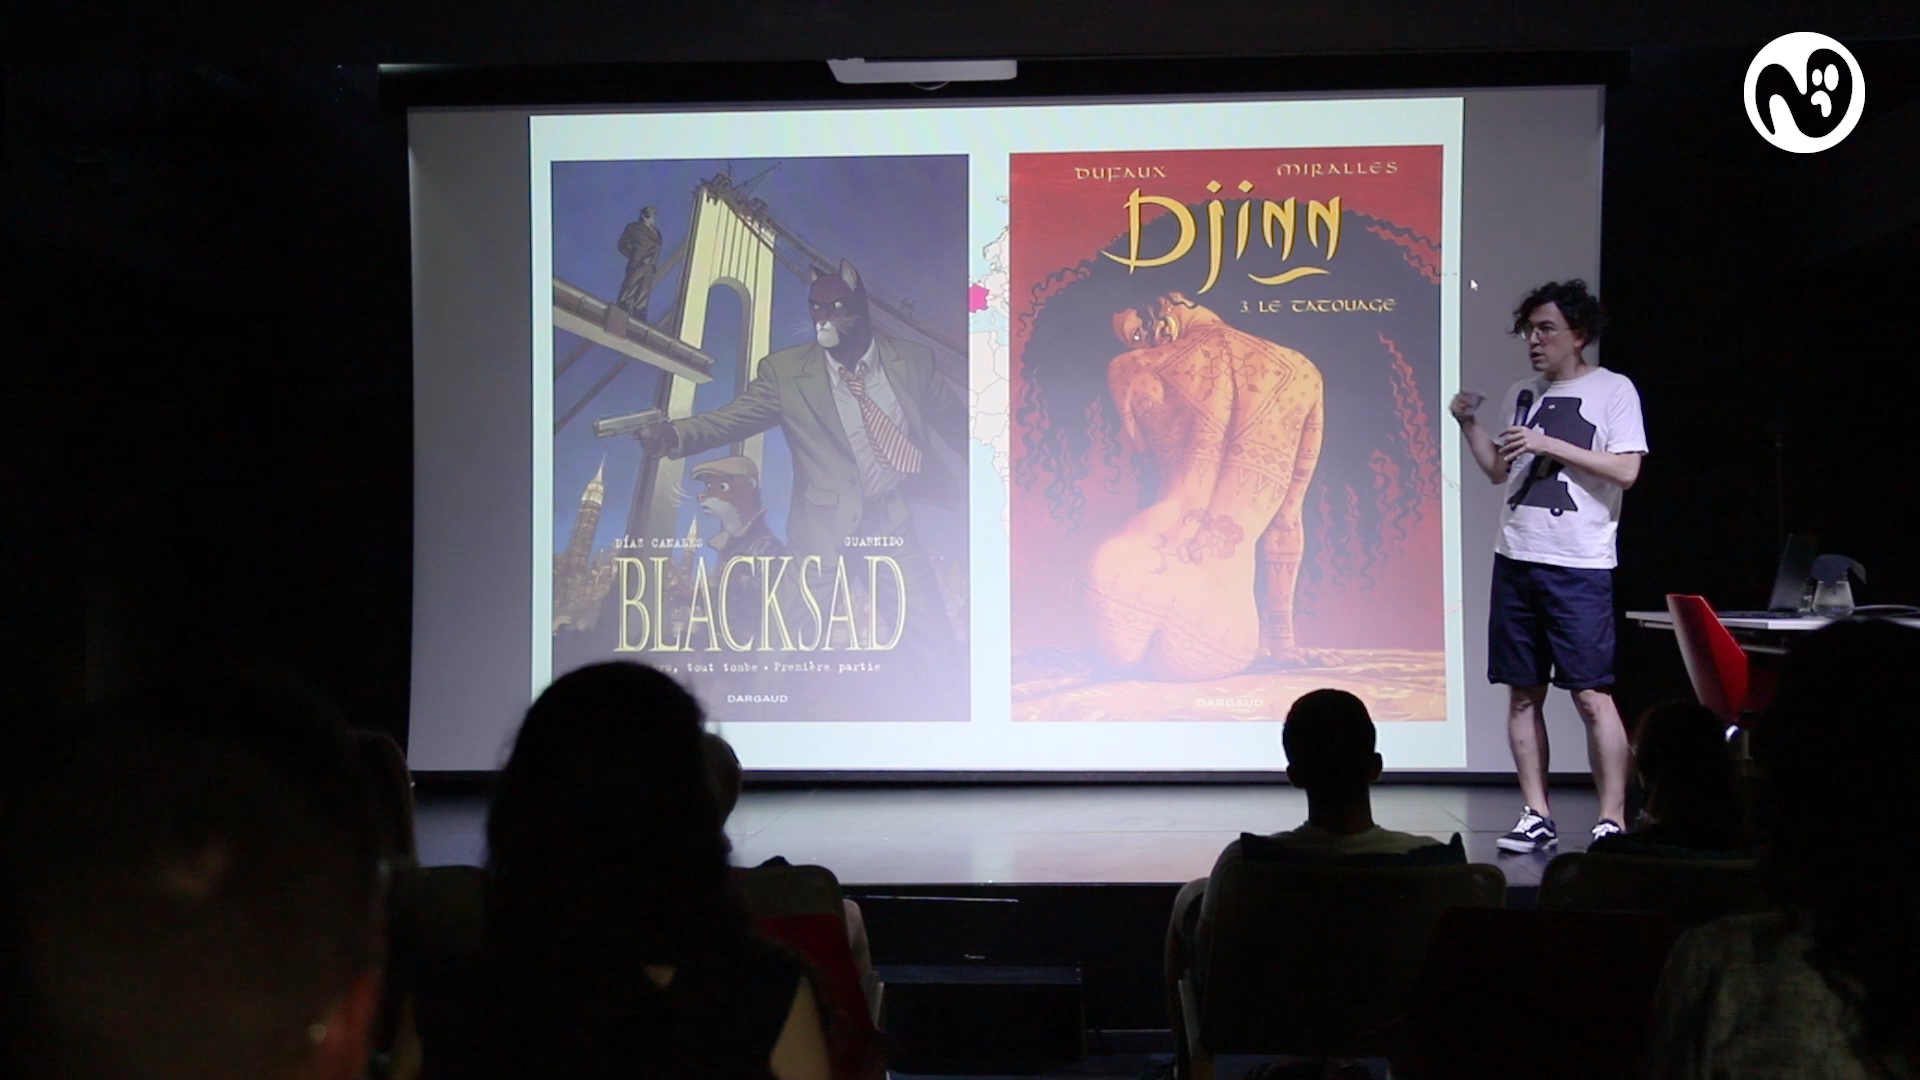 DÍAZ CANALES GUARNIDO
BLACKSAD
tout tombe • Première partie
DARGAUD
DUFAUX MIRALLES
Djinn
3. LE TATOUAGE
DARGAUD